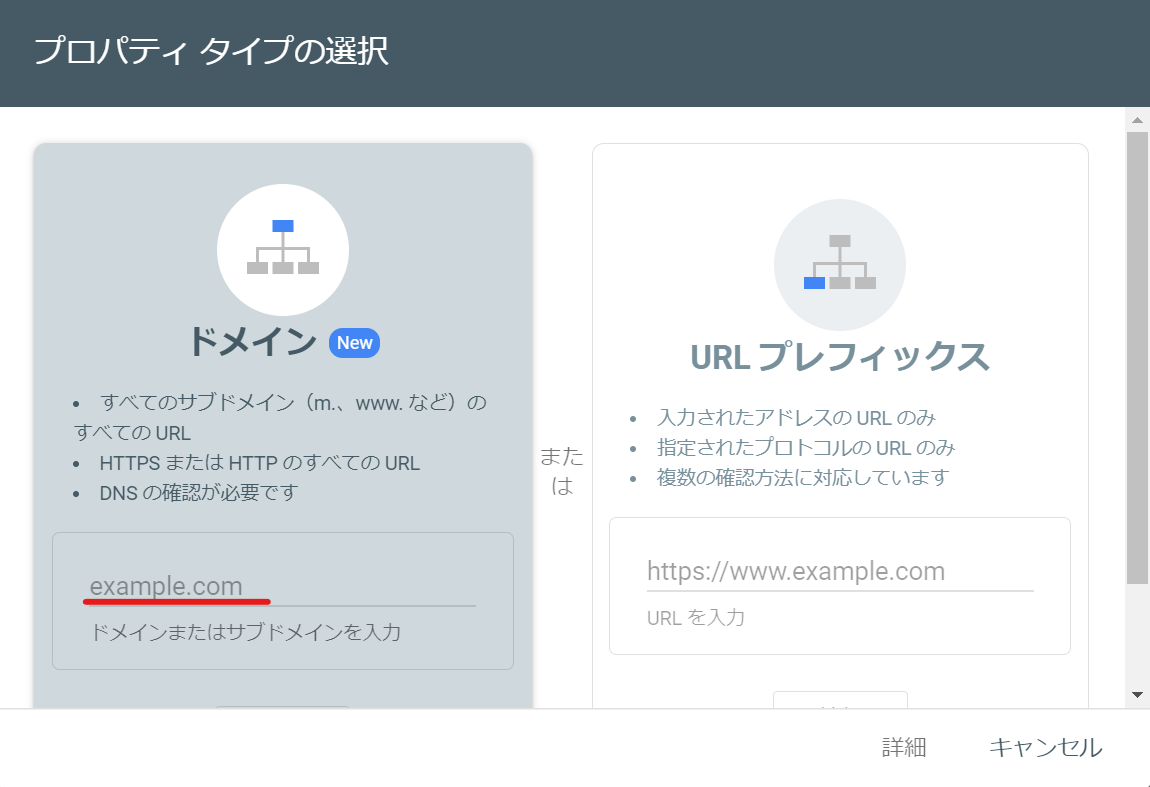 プロパティ タイプの選択
ドメイン New
• すべてのサブドメイン（m.、www. など）の
すべての URL
• HTTPS または HTTP のすべての URL
• DNS の確認が必要です
example.com
ドメインまたはサブドメインを入力
また
は
URL プレフィックス
• 入力されたアドレスの URL のみ
• 指定されたプロトコルの URL のみ
• 複数の確認方法に対応しています
https://www.example.com
URL を入力
詳細 キャンセル